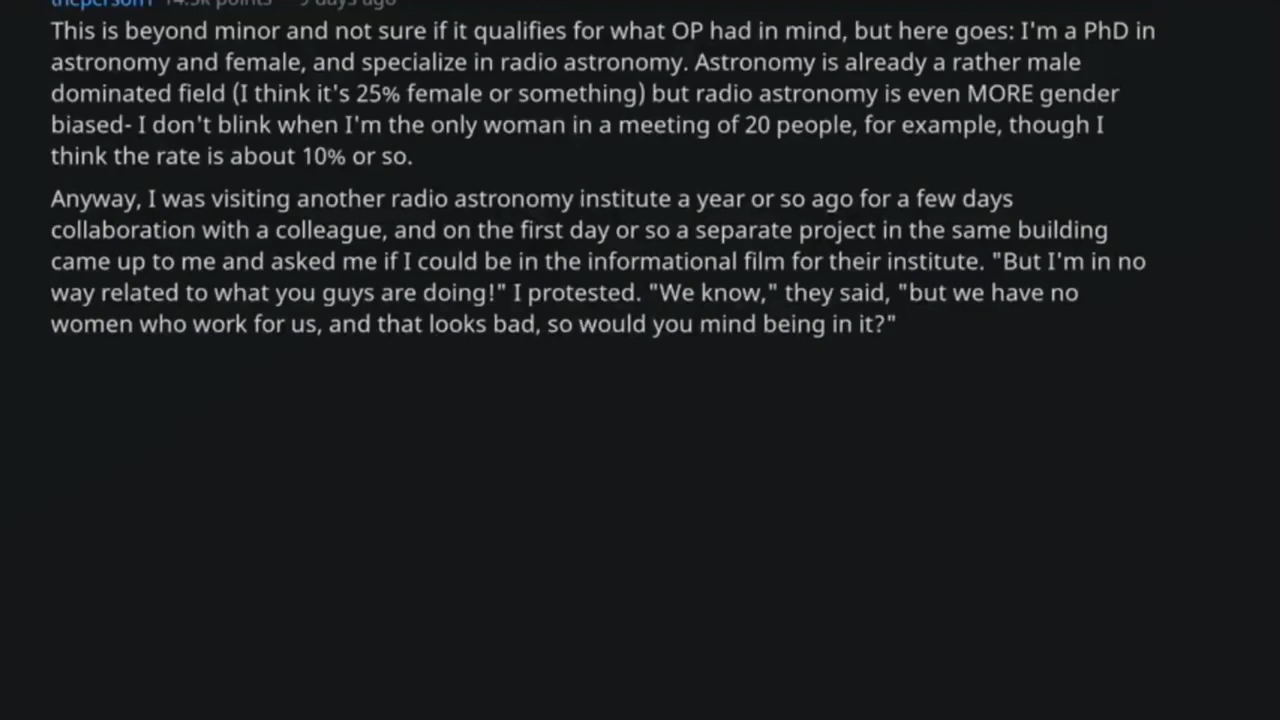 theperson1 14.5k points 9 days ago
This is beyond minor and not sure if it qualifies for what OP had in mind, but here goes: I'm a PhD in
astronomy and female, and specialize in radio astronomy. Astronomy is already a rather male
dominated field (I think it's 25% female or something) but radio astronomy is even MORE gender
biased- I don't blink when I'm the only woman in a meeting of 20 people, for example, though I
think the rate is about 10% or so.
Anyway, I was visiting another radio astronomy institute a year or so ago for a few days
collaboration with a colleague, and on the first day or so a separate project in the same building
came up to me and asked me if I could be in the informational film for their institute. "But I'm in no
way related to what you guys are doing!" I protested. "We know," they said, "but we have no
women who work for us, and that looks bad, so would you mind being in it?"